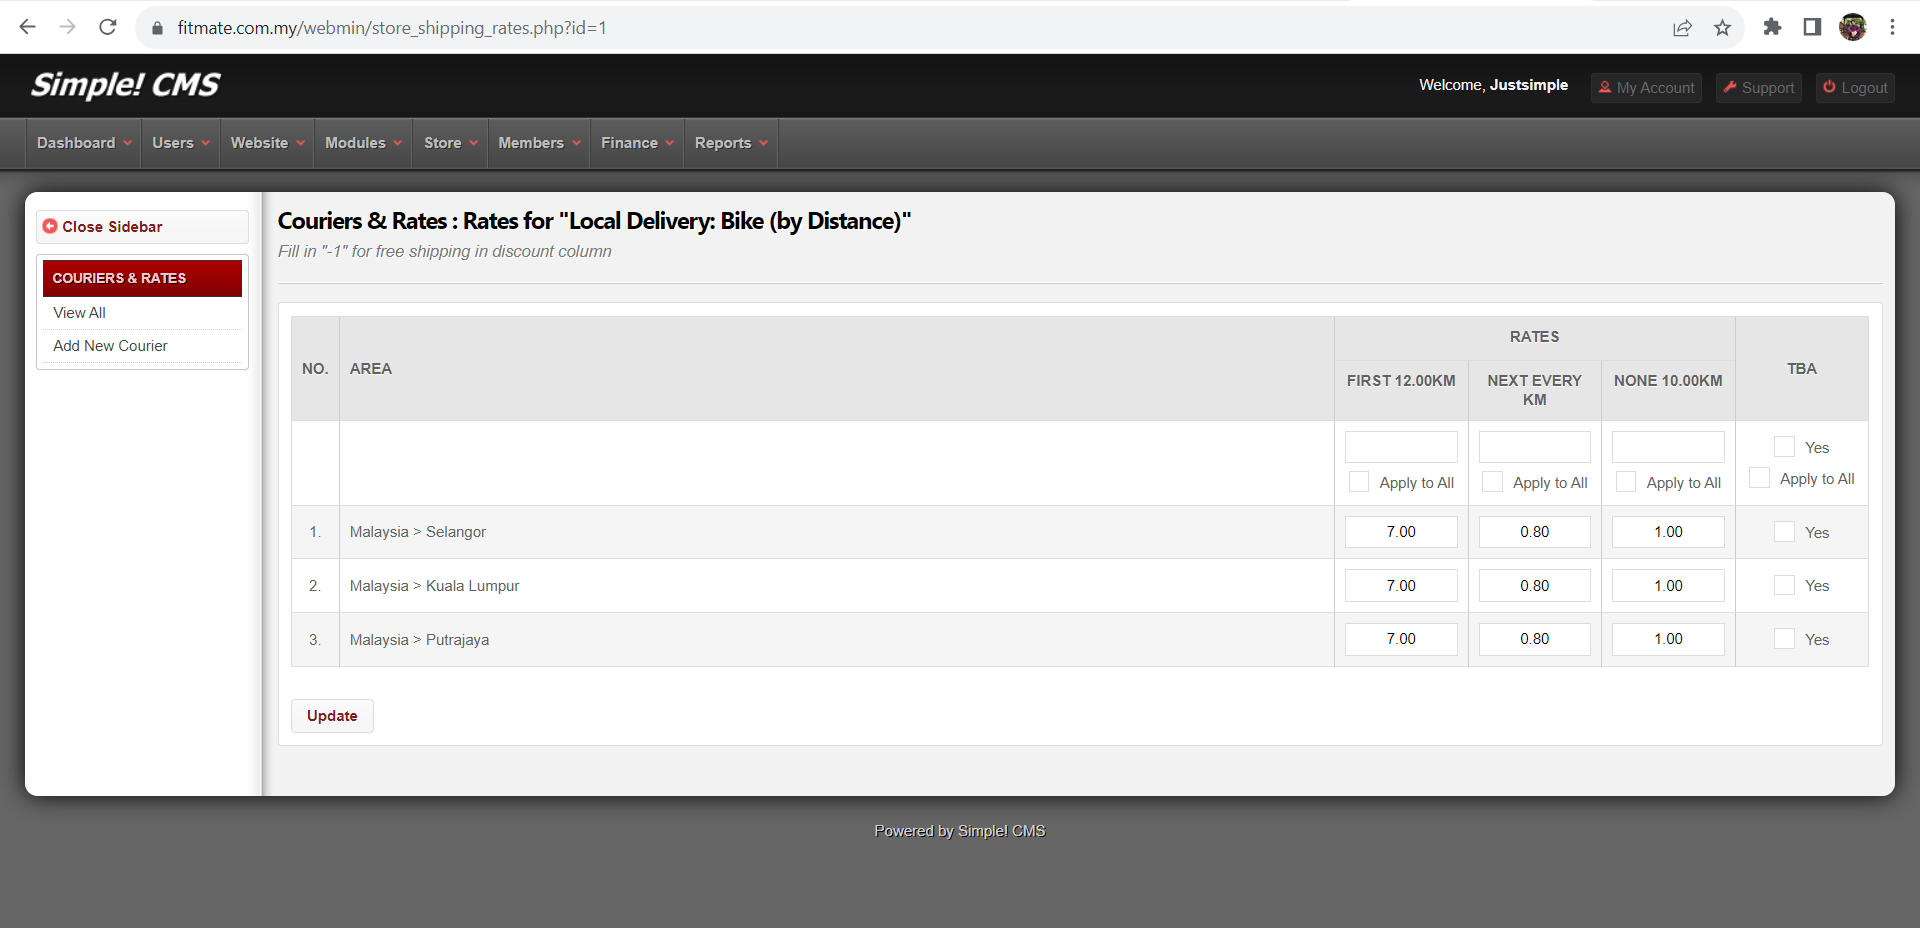 fitmate.com.my/webmin/store_shipping_rates.php?id=1
Simple! CMS
Welcome, Justsimple
My Account
Support
Logout
Dashboard
Users
Website
Modules
Store
Members
Finance
Reports
Close Sidebar
COURIERS & RATES
View All
Add New Courier
Couriers & Rates : Rates for "Local Delivery: Bike (by Distance)"
Fill in "-1" for free shipping in discount column
NO.
AREA
RATES
FIRST 12.00KM
NEXT EVERY
KM
NONE 10.00KM
TBA
Apply to All
Apply to All
Apply to All
Yes
Apply to All
1. Malaysia > Selangor 7.00 0.80 1.00 Yes
2. Malaysia > Kuala Lumpur 7.00 0.80 1.00 Yes
3. Malaysia > Putrajaya 7.00 0.80 1.00 Yes
Update
Powered by Simple! CMS